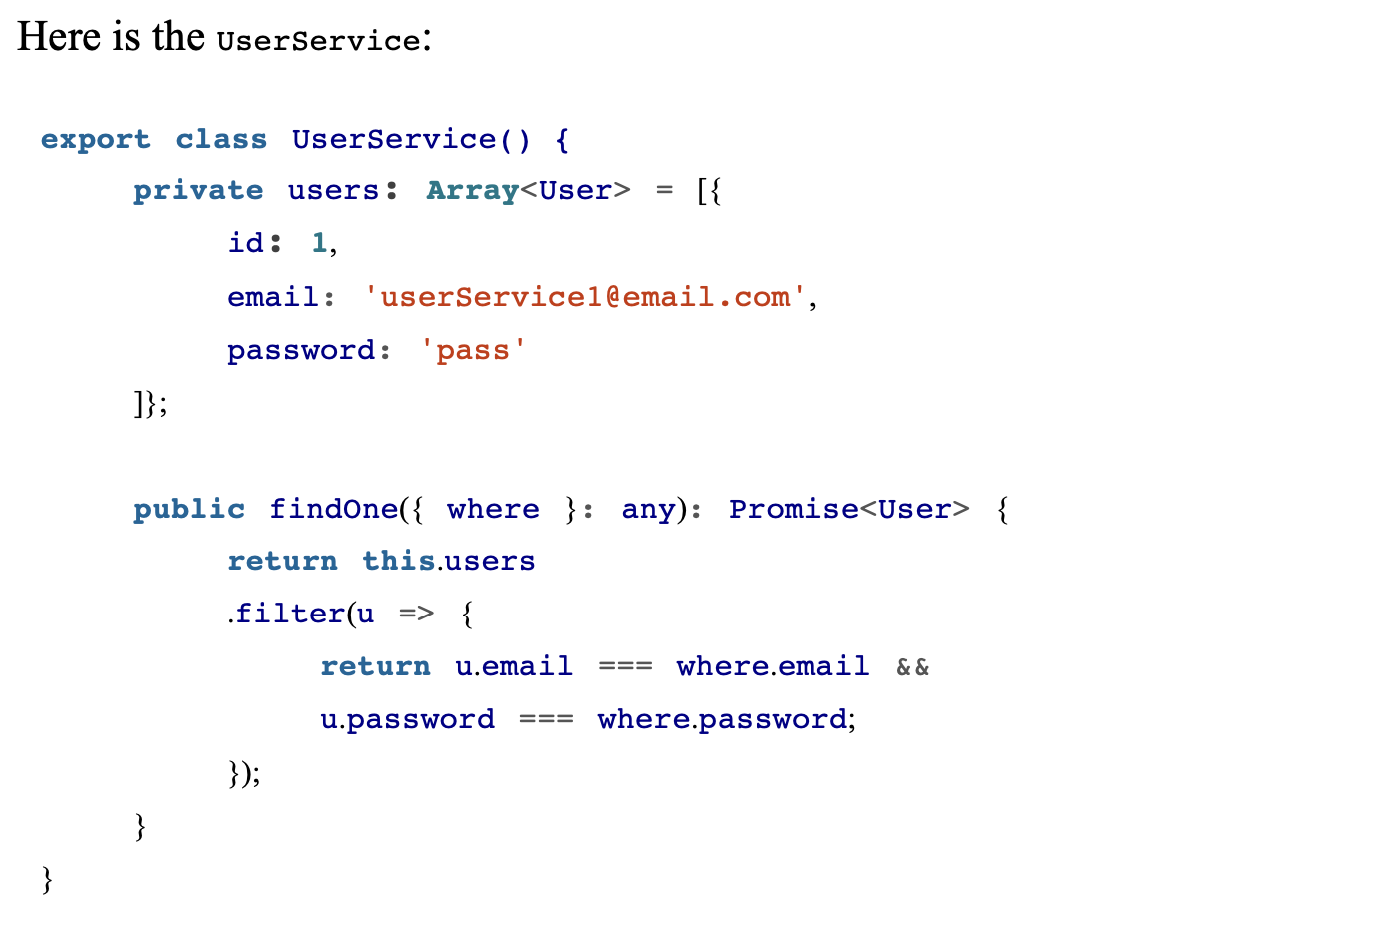 Here is the UserService:
export class UserService() {
private users: Array<User> = [{
id: 1,
email: 'userService1@email.com',
password: 'pass'
]};
public findOne({ where }: any): Promise<User> {
return this.users
.filter(u => {
return u.email === where.email &&
u.password === where.password;
});
}
}